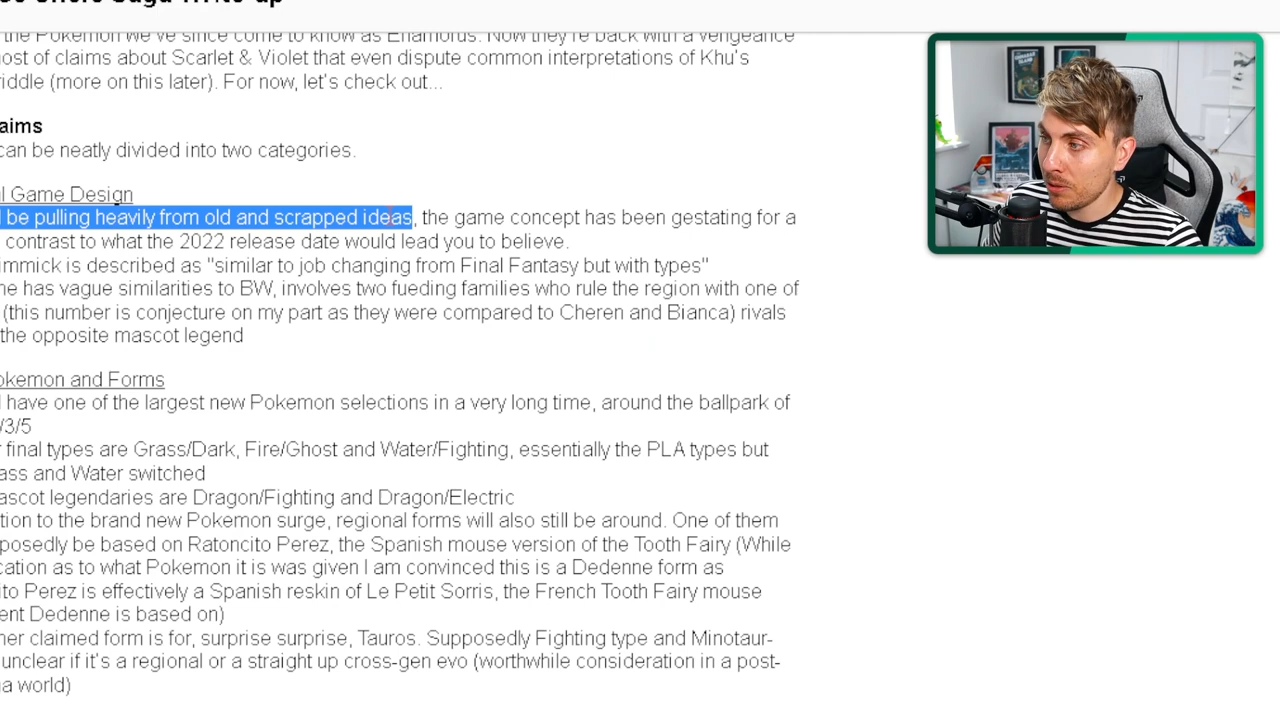 the Pokemon we've since come to know as Enamorus. Now they're back with a vengeance
ost of claims about Scarlet & Violet that even dispute common interpretations of Khu's
riddle (more on this later). For now, let's check out...
aims
can be neatly divided into two categories.
l Game Design
l be pulling heavily from old and scrapped ideas, the game concept has been gestating for a
contrast to what the 2022 release date would lead you to believe.
immick is described as "similar to job changing from Final Fantasy but with types"
ne has vague similarities to BW, involves two fueding families who rule the region with one of
(this number is conjecture on my part as they were compared to Cheren and Bianca) rivals
the opposite mascot legend
okemon and Forms
l have one of the largest new Pokemon selections in a very long time, around the ballpark of
/3/5
r final types are Grass/Dark, Fire/Ghost and Water/Fighting, essentially the PLA types but
ass and Water switched
ascot legendaries are Dragon/Fighting and Dragon/Electric
tion to the brand new Pokemon surge, regional forms will also still be around. One of them
pposedly be based on Ratoncito Perez, the Spanish mouse version of the Tooth Fairy (While
cation as to what Pokemon it is was given I am convinced this is a Dedenne form as
ito Perez is effectively a Spanish reskin of Le Petit Sorris, the French Tooth Fairy mouse
ent Dedenne is based on)
her claimed form is for, surprise surprise, Tauros. Supposedly Fighting type and Minotaur-
unclear if it's a regional or a straight up cross-gen evo (worthwhile consideration in a post-
ga world)